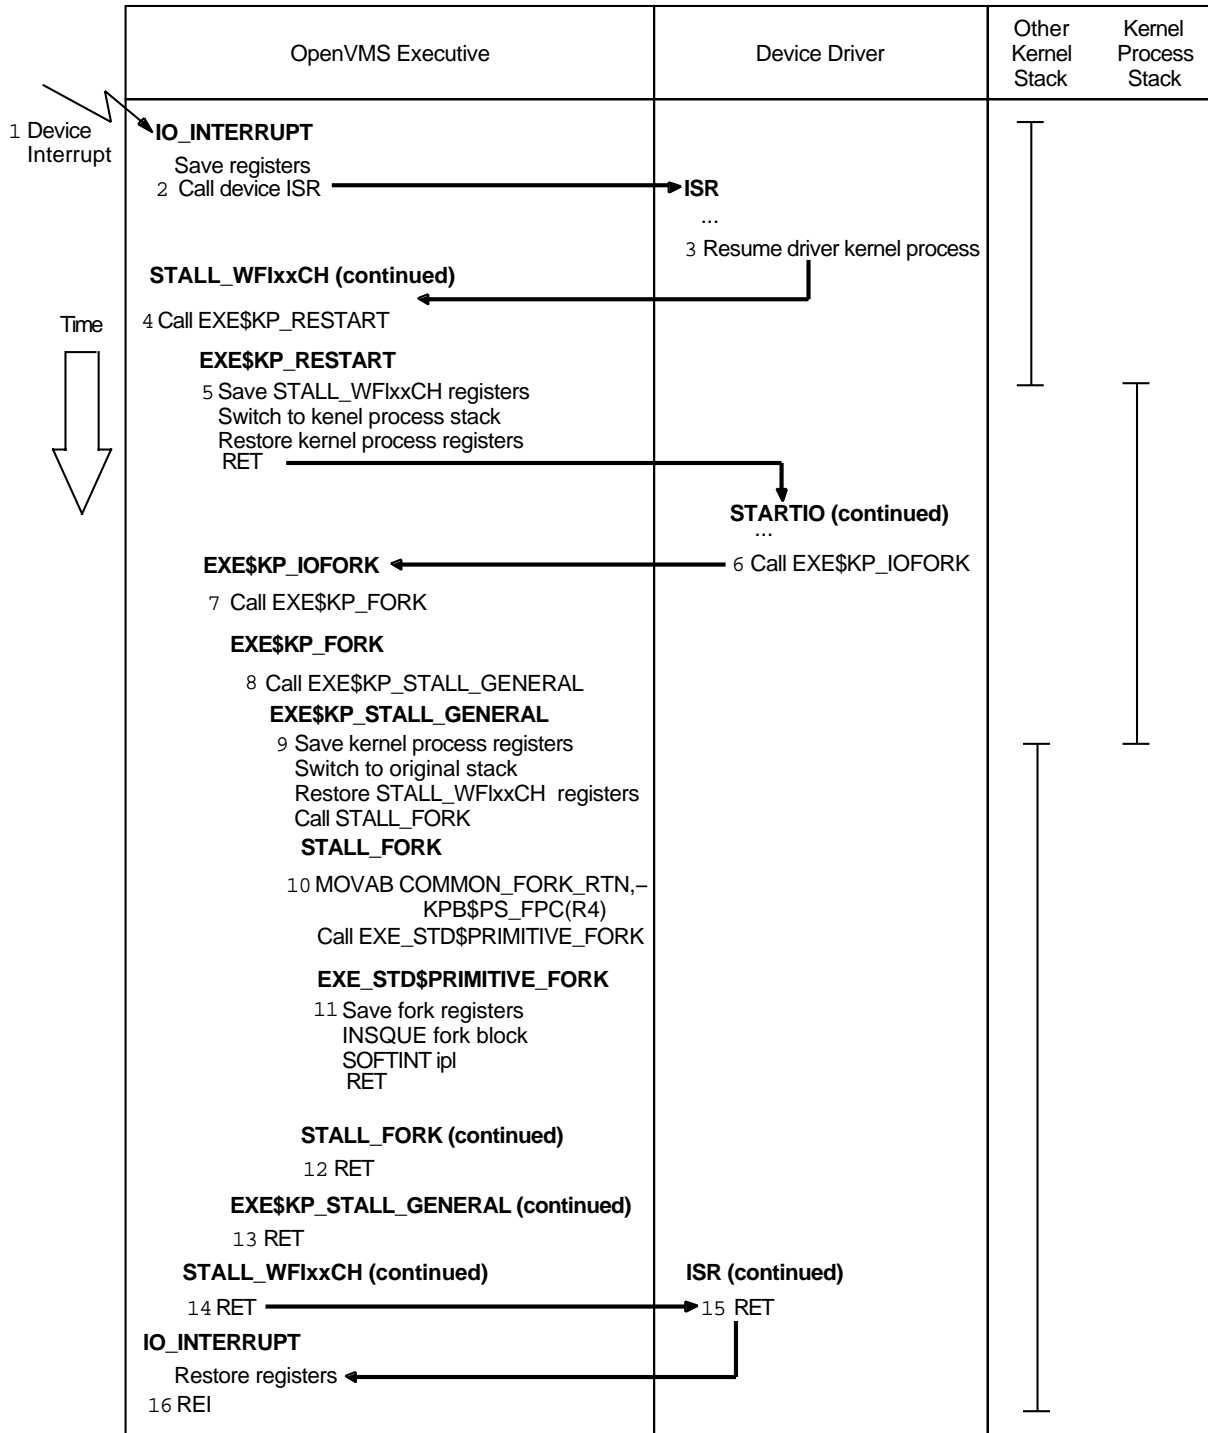 OpenVMS Executive
Device Driver
Other
Kernel
Stack
Kernel
Process
Stack
1 Device
Interrupt
IO_INTERRUPT
Save registers
2 Call device ISR
ISR
...
3 Resume driver kernel process
STALL_WFIxxCH (continued)
Time
4 Call EXE$KP_RESTART
EXE$KP_RESTART
5 Save STALL_WFIxxCH registers
Switch to kenel process stack
Restore kernel process registers
RET
STARTIO (continued)
...
EXE$KP_IOFORK
6 Call EXE$KP_IOFORK
7 Call EXE$KP_FORK
EXE$KP_FORK
8 Call EXE$KP_STALL_GENERAL
EXE$KP_STALL_GENERAL
9 Save kernel process registers
Switch to original stack
Restore STALL_WFIxxCH registers
Call STALL_FORK
STALL_FORK
10 MOVAB COMMON_FORK_RTN,–
KPB$PS_FPC(R4)
Call EXE_STD$PRIMITIVE_FORK
EXE_STD$PRIMITIVE_FORK
11 Save fork registers
INSQUE fork block
SOFTINT ipl
RET
STALL_FORK (continued)
12 RET
EXE$KP_STALL_GENERAL (continued)
13 RET
STALL_WFIxxCH (continued)
ISR (continued)
14 RET
15 RET
IO_INTERRUPT
Restore registers
16 REI